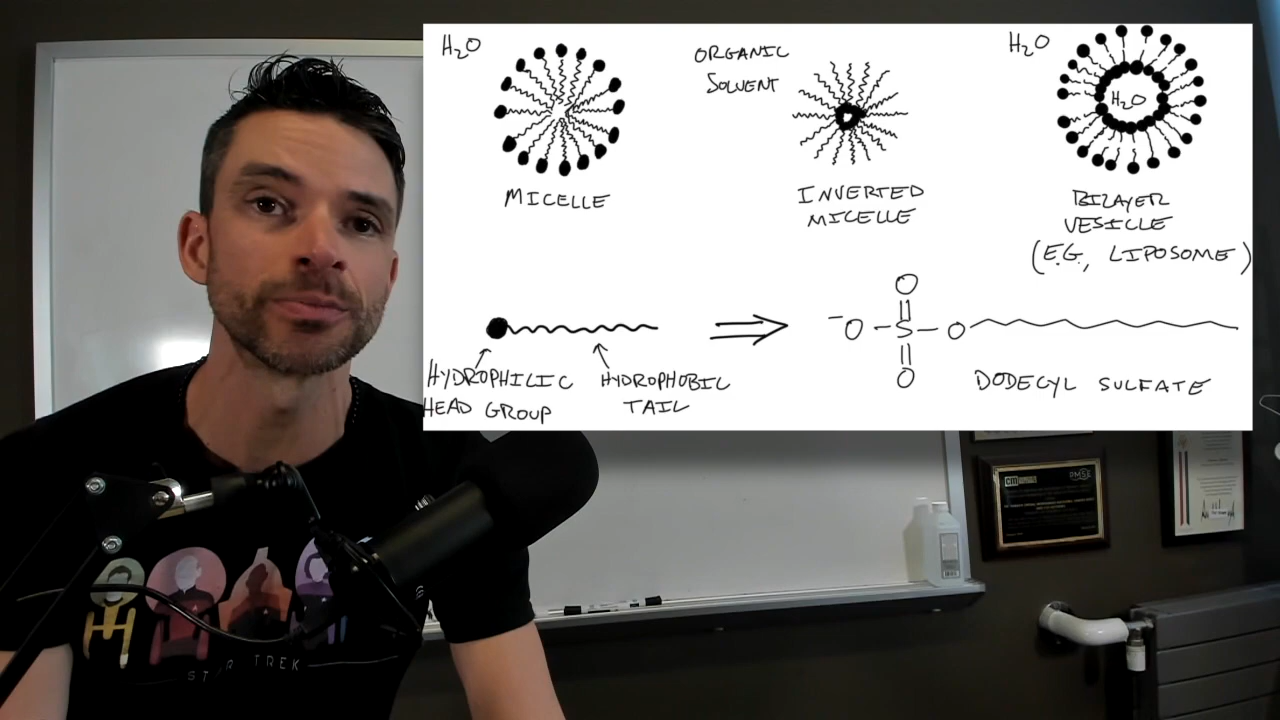 H2O
MICELLE
ORGANIC
SOLVENT
INVERTED
MICELLE
H2O
H2O
BILAYER
VESICLE
(E.G., LIPOSOME)
HYDROPHILIC
HEAD GROUP
HYDROPHOBIC
TAIL
O
-O-S-O
O
DODECYL SULFATE
STAR TREK
PMSE